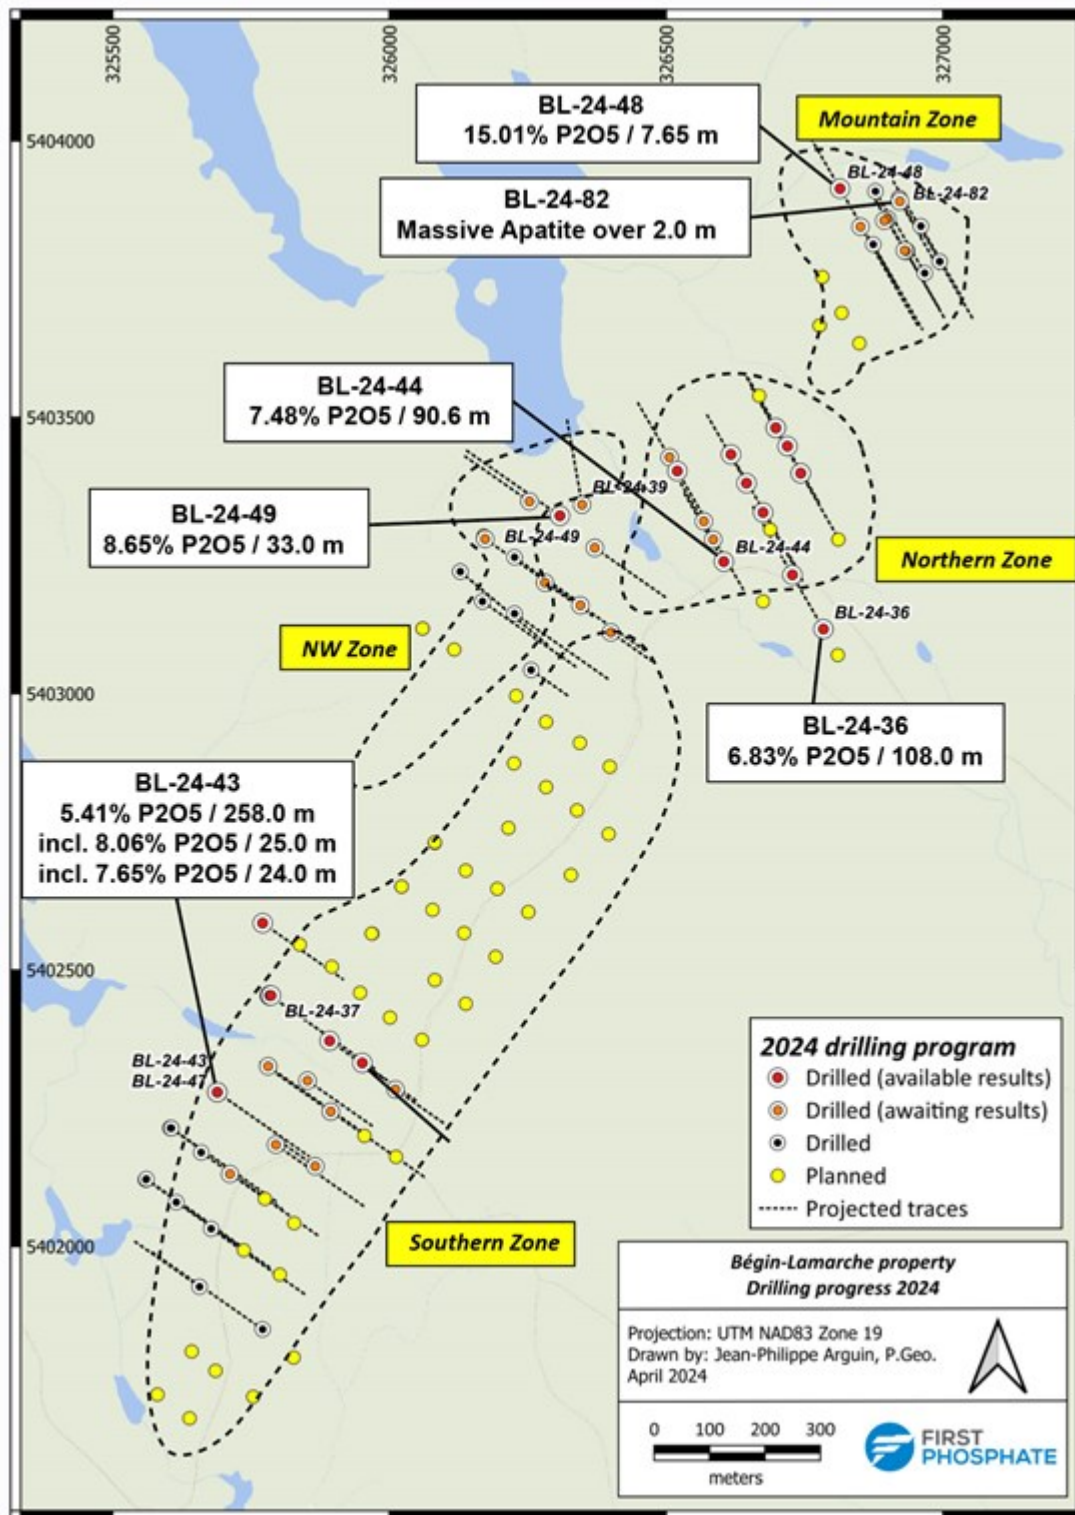 325500
326000
326500
327000
5404000
5403500
5403000
5402500
5402000
BL-24-48
15.01% P2O5 / 7.65 m
Mountain Zone
BL-24-48
BL-24-82
BL-24-82
Massive Apatite over 2.0 m
BL-24-44
7.48% P2O5 / 90.6 m
BL-24-39
BL-24-49
8.65% P2O5 / 33.0 m
BL-24-49
BL-24-44
Northern Zone
BL-24-36
NW Zone
BL-24-36
6.83% P2O5 / 108.0 m
BL-24-43
5.41% P2O5 / 258.0 m
incl. 8.06% P2O5 / 25.0 m
incl. 7.65% P2O5 / 24.0 m
BL-24-37
BL-24-43
BL-24-47
Southern Zone
2024 drilling program
Drilled (available results)
Drilled (awaiting results)
Drilled
Planned
Projected traces
Bégin-Lamarche property
Drilling progress 2024
Projection: UTM NAD83 Zone 19
Drawn by: Jean-Philippe Arguin, P.Geo.
April 2024
0 100 200 300
meters
FIRST
PHOSPHATE